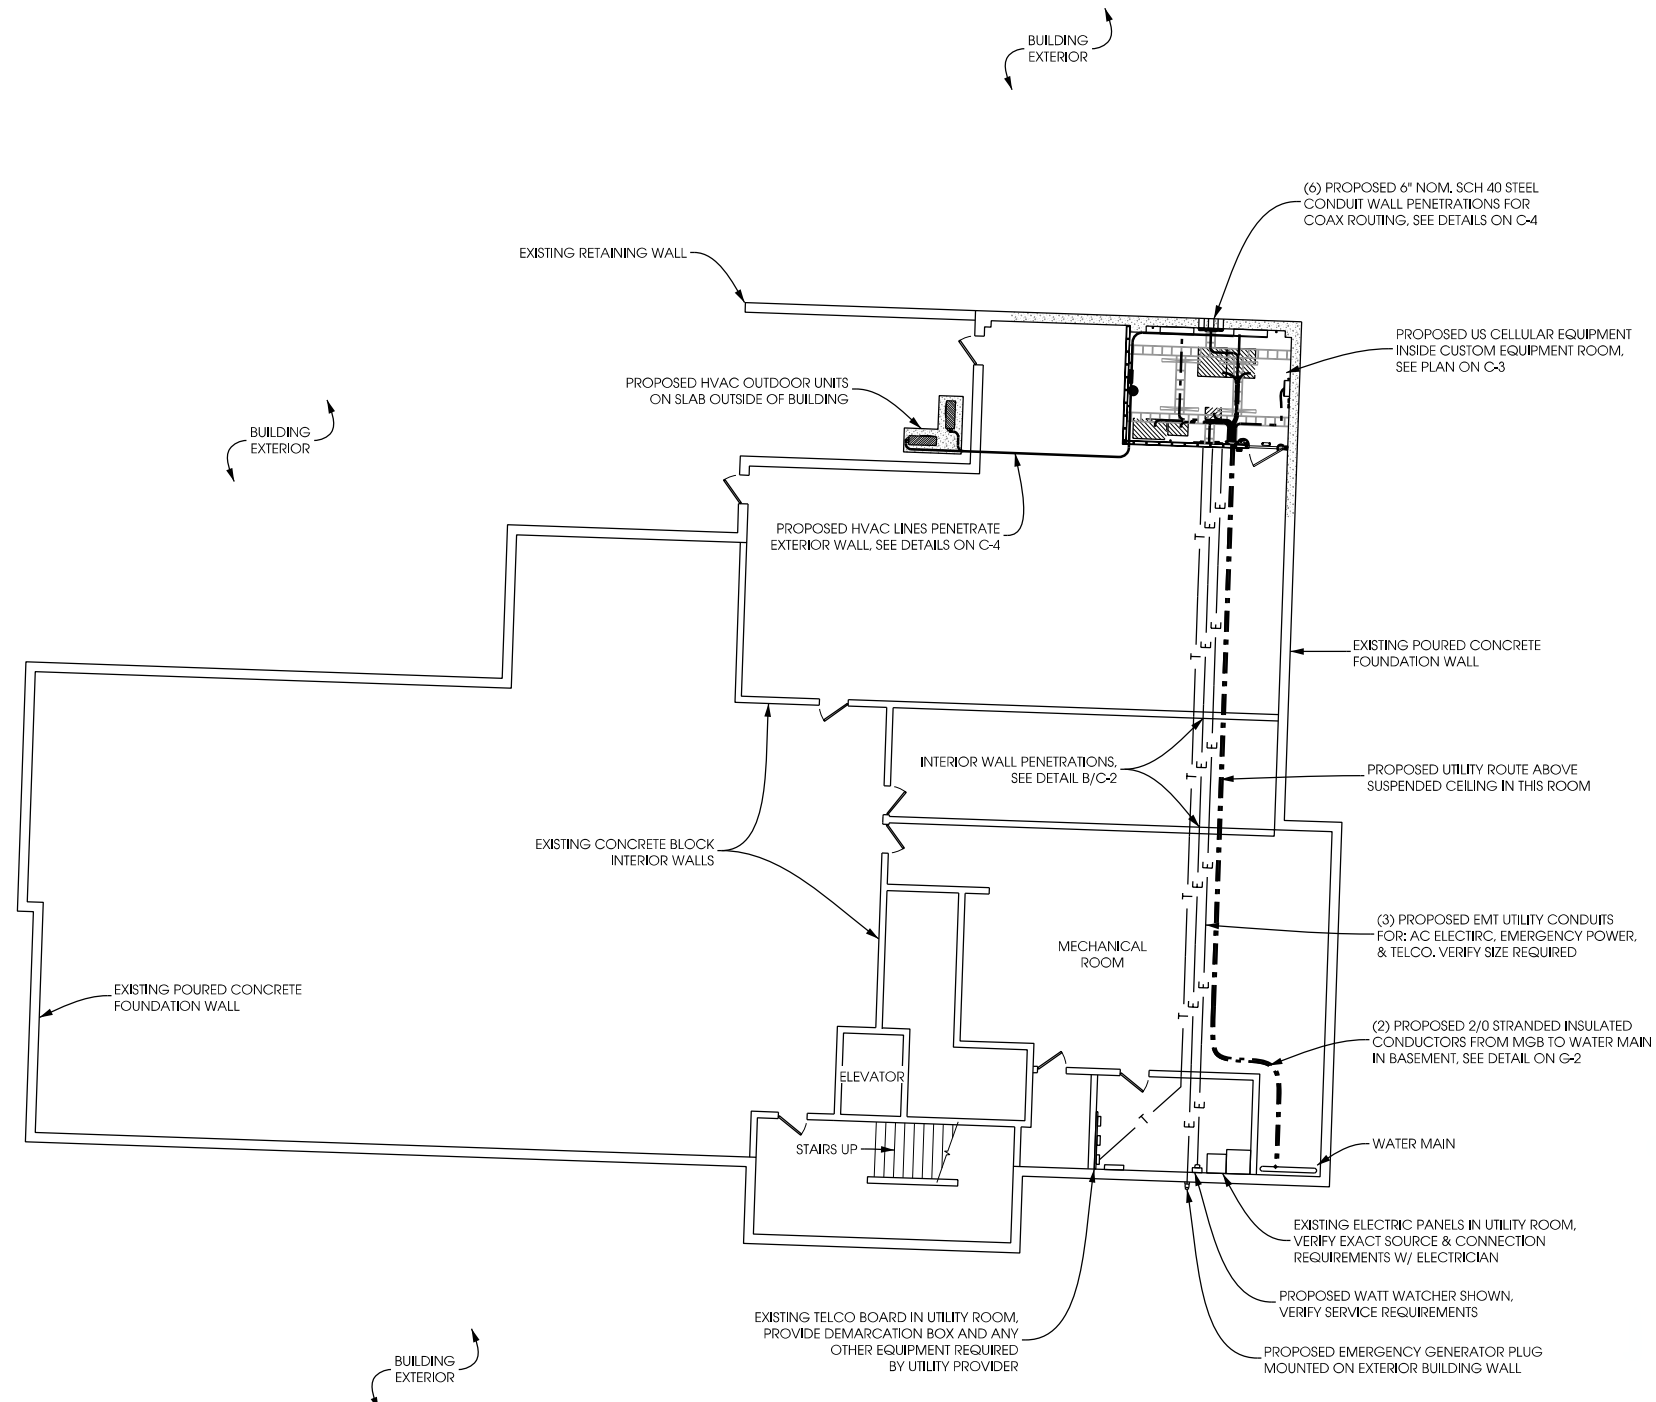 BUILDING
EXTERIOR
(6) PROPOSED 6" NOM. SCH 40 STEEL
CONDUIT WALL PENETRATIONS FOR
COAX ROUTING, SEE DETAILS ON C-4
EXISTING RETAINING WALL
PROPOSED US CELLULAR EQUIPMENT
INSIDE CUSTOM EQUIPMENT ROOM,
SEE PLAN ON C-3
PROPOSED HVAC OUTDOOR UNITS
ON SLAB OUTSIDE OF BUILDING
BUILDING
EXTERIOR
PROPOSED HVAC LINES PENETRATE
EXTERIOR WALL, SEE DETAILS ON C-4
T E E
EXISTING POURED CONCRETE
FOUNDATION WALL
T E E
INTERIOR WALL PENETRATIONS,
SEE DETAIL B/C-2
PROPOSED UTILITY ROUTE ABOVE
SUSPENDED CEILING IN THIS ROOM
T E E
EXISTING CONCRETE BLOCK
INTERIOR WALLS
T E E
(3) PROPOSED EMT UTILITY CONDUITS
FOR: AC ELECTIRC, EMERGENCY POWER,
& TELCO. VERIFY SIZE REQUIRED
MECHANICAL
ROOM
EXISTING POURED CONCRETE
FOUNDATION WALL
T E E
(2) PROPOSED 2/0 STRANDED INSULATED
CONDUCTORS FROM MGB TO WATER MAIN
IN BASEMENT, SEE DETAIL ON G-2
ELEVATOR
T E E
STAIRS UP
WATER MAIN
EXISTING ELECTRIC PANELS IN UTILITY ROOM,
VERIFY EXACT SOURCE & CONNECTION
REQUIREMENTS W/ ELECTRICIAN
PROPOSED WATT WATCHER SHOWN,
VERIFY SERVICE REQUIREMENTS
EXISTING TELCO BOARD IN UTILITY ROOM,
PROVIDE DEMARCATION BOX AND ANY
OTHER EQUIPMENT REQUIRED
BY UTILITY PROVIDER
PROPOSED EMERGENCY GENERATOR PLUG
MOUNTED ON EXTERIOR BUILDING WALL
BUILDING
EXTERIOR